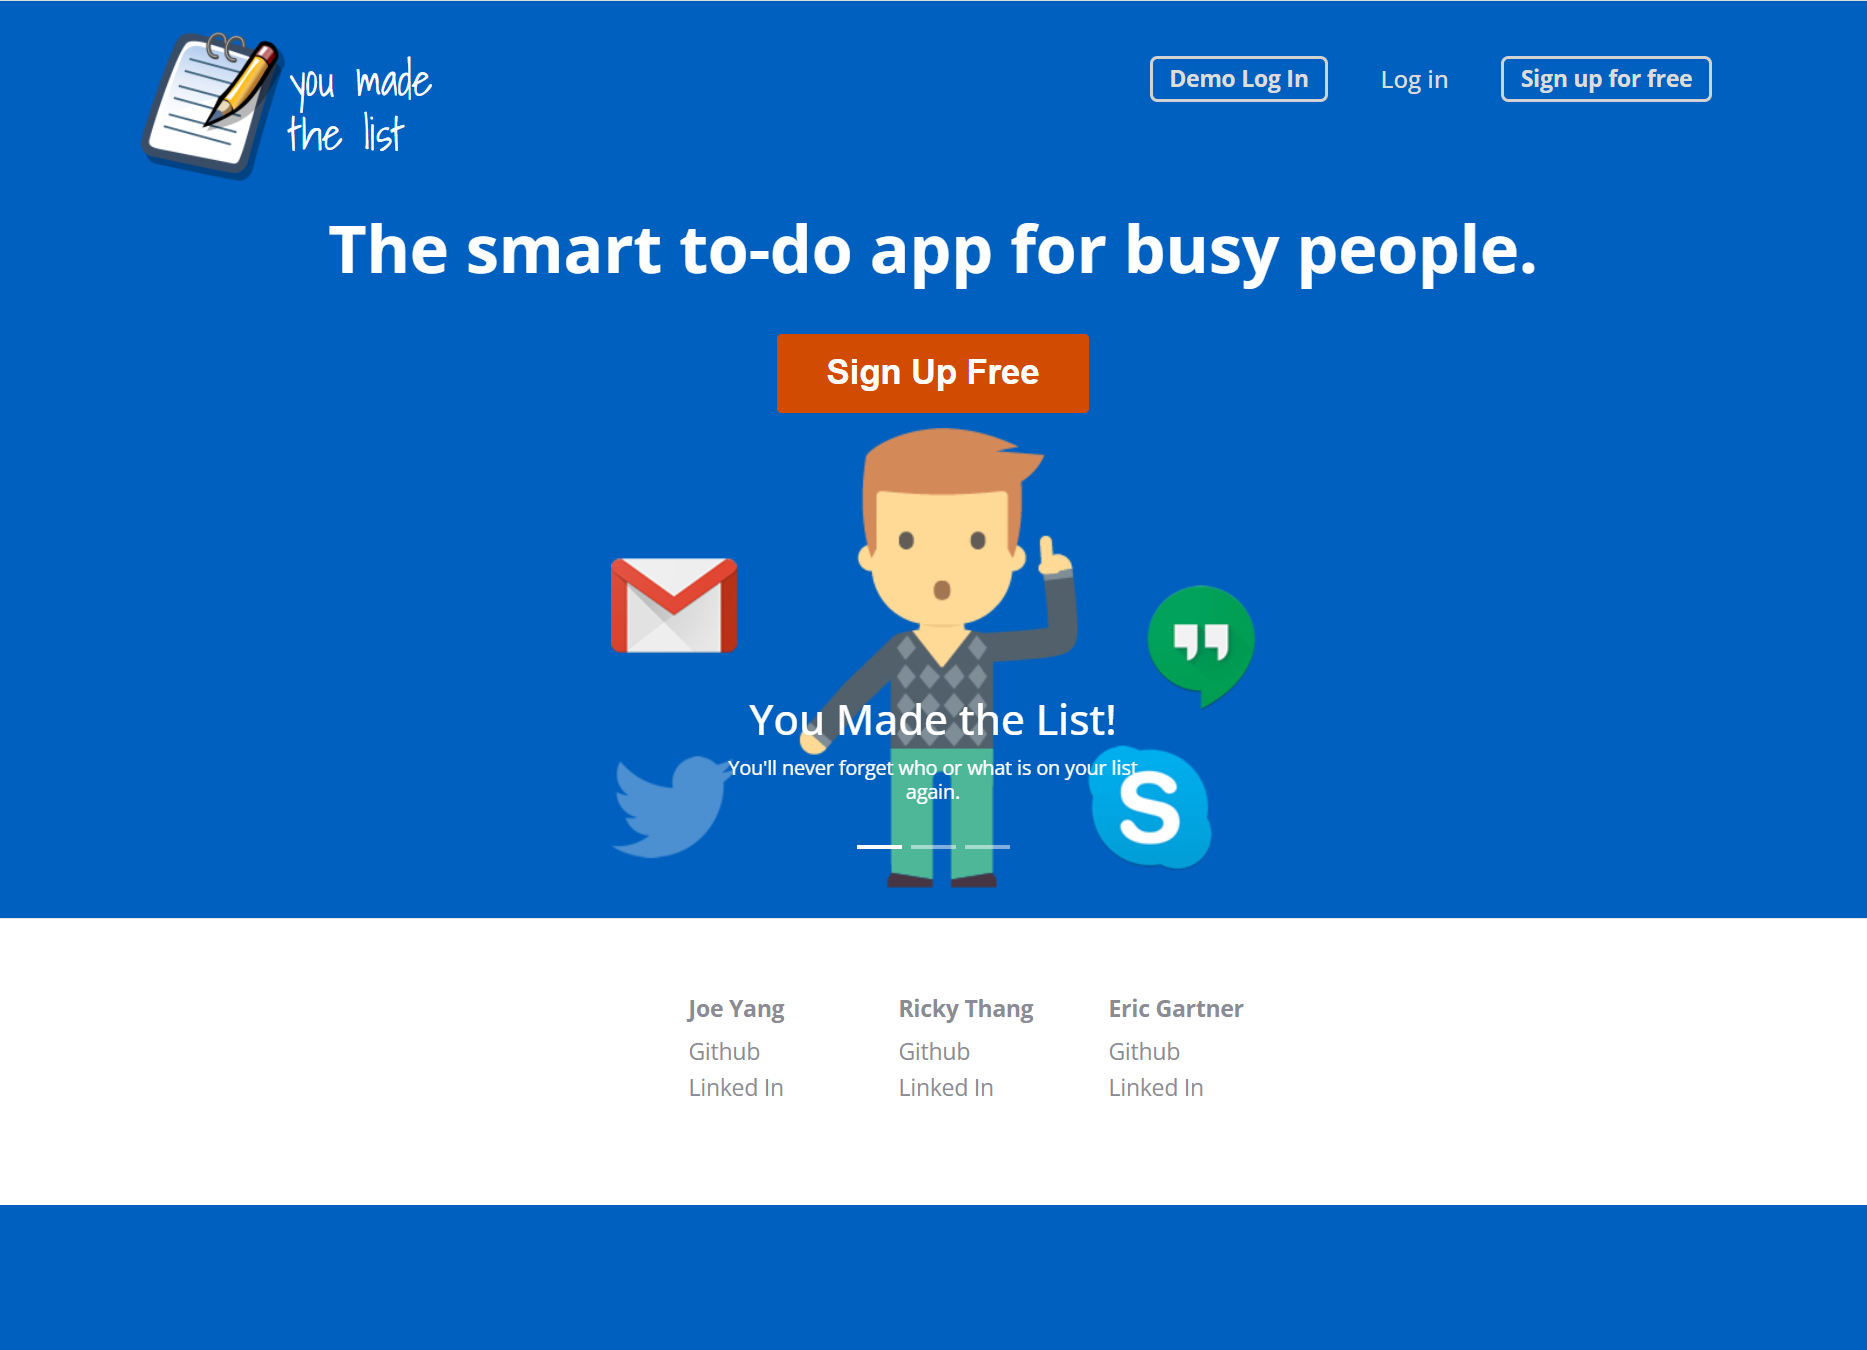 you made
the list
Demo Log In
Log in
Sign up for free
The smart to-do app for busy people.
Sign Up Free
You Made the List!
You'll never forget who or what is on your list
again.
S
Joe Yang
Ricky Thang
Eric Gartner
Github
Github
Github
Linked In
Linked In
Linked In